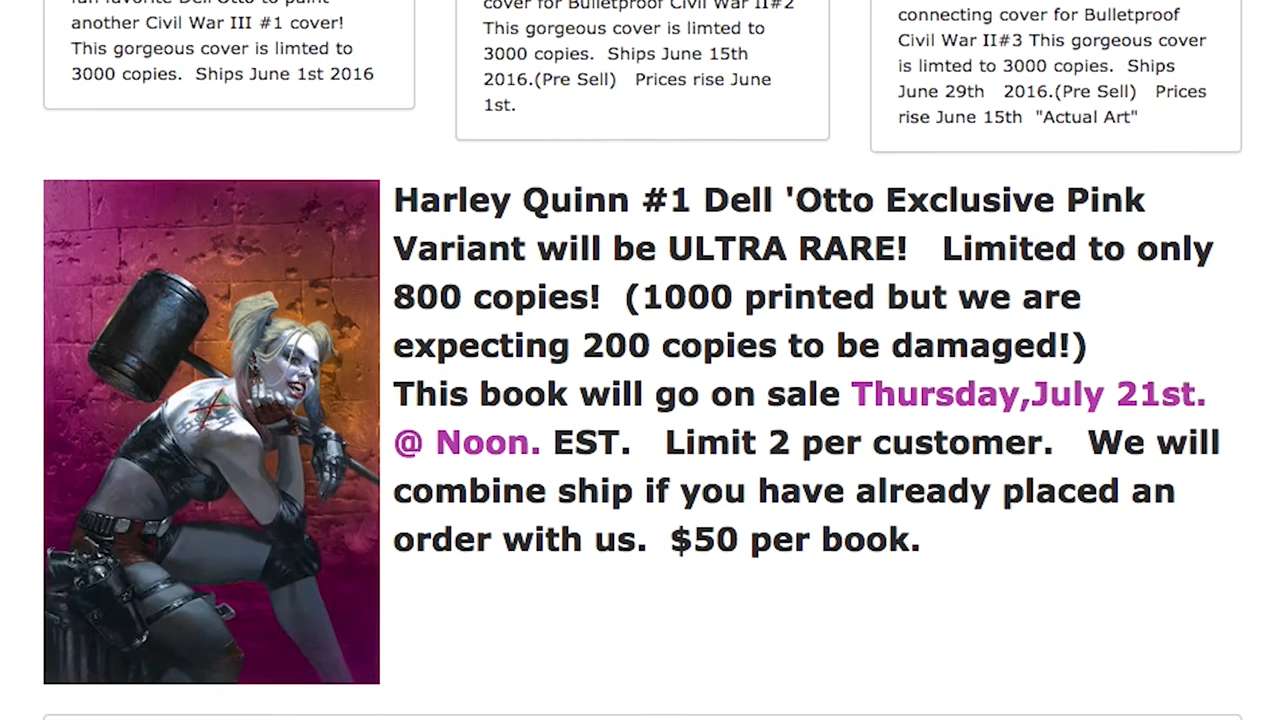 another Civil War III #1 cover!
This gorgeous cover is limted to
3000 copies.  Ships June 1st 2016
cover for Bulletproof Civil War II#2
This gorgeous cover is limted to
3000 copies.  Ships June 15th
2016.(Pre Sell)   Prices rise June
1st.
connecting cover for Bulletproof
Civil War II#3 This gorgeous cover
is limted to 3000 copies.  Ships
June 29th   2016.(Pre Sell)   Prices
rise June 15th  "Actual Art"
Harley Quinn #1 Dell 'Otto Exclusive Pink
Variant will be ULTRA RARE!   Limited to only
800 copies!  (1000 printed but we are
expecting 200 copies to be damaged!)
This book will go on sale Thursday,July 21st.
@ Noon. EST.   Limit 2 per customer.   We will
combine ship if you have already placed an
order with us.  $50 per book.